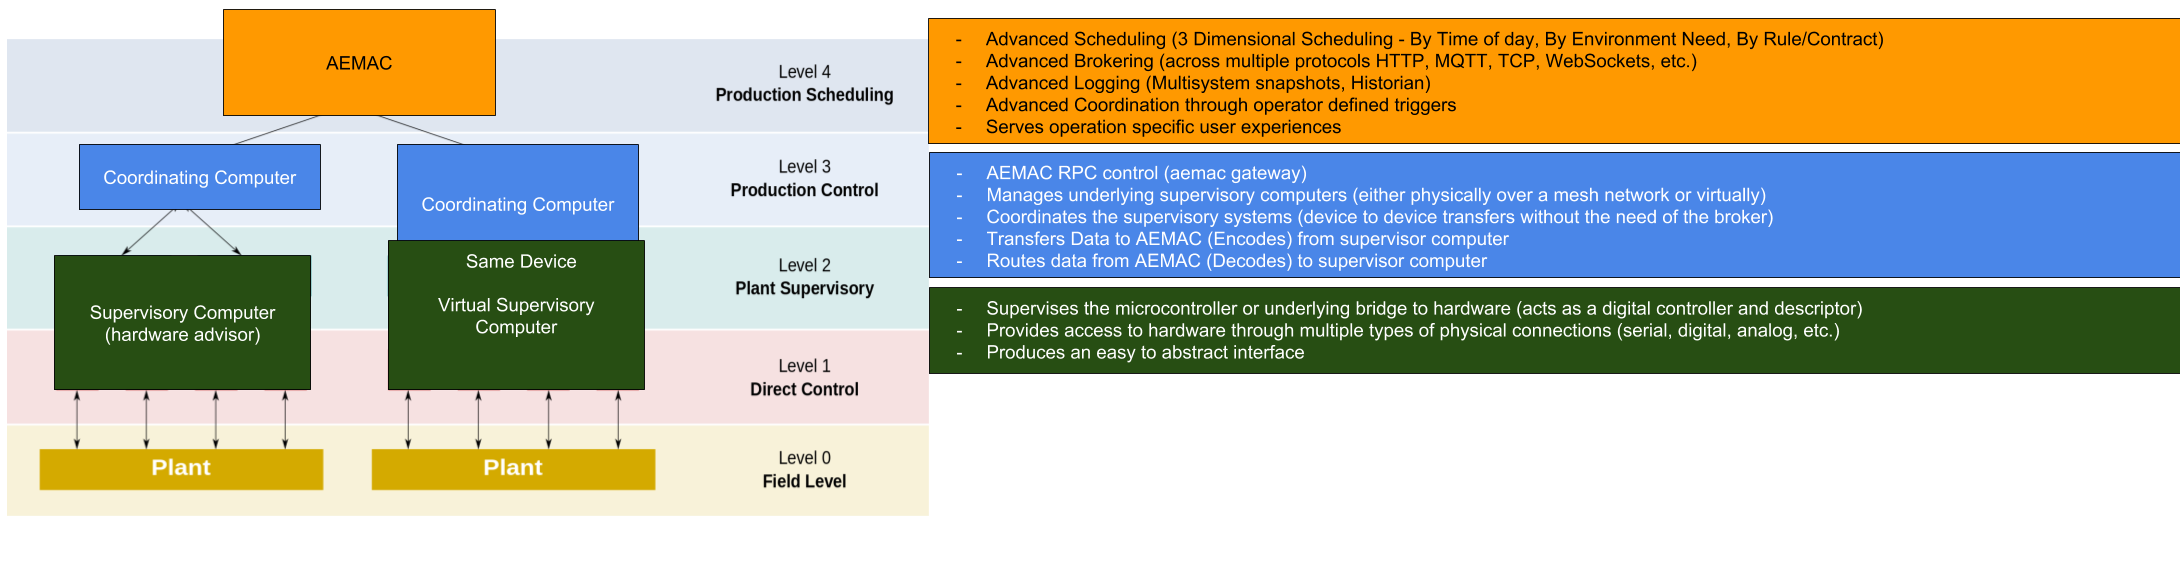 AEMAC
Level 4
Production Scheduling
- Advanced Scheduling (3 Dimensional Scheduling - By Time of day, By Environment Need, By Rule/Contract)
- Advanced Brokering (across multiple protocols HTTP, MQTT, TCP, WebSockets, etc.)
- Advanced Logging (Multisystem snapshots, Historian)
- Advanced Coordination through operator defined triggers
- Serves operation specific user experiences
Coordinating Computer
Coordinating Computer
Level 3
Production Control
- AEMAC RPC control (aemac gateway)
- Manages underlying supervisory computers (either physically over a mesh network or virtually)
- Coordinates the supervisory systems (device to device transfers without the need of the broker)
- Transfers Data to AEMAC (Encodes) from supervisor computer
- Routes data from AEMAC (Decodes) to supervisor computer
Supervisory Computer
(hardware advisor)
Same Device
Virtual Supervisory
Computer
Level 2
Plant Supervisory
- Supervises the microcontroller or underlying bridge to hardware (acts as a digital controller and descriptor)
- Provides access to hardware through multiple types of physical connections (serial, digital, analog, etc.)
- Produces an easy to abstract interface
Level 1
Direct Control
Plant
Plant
Level 0
Field Level